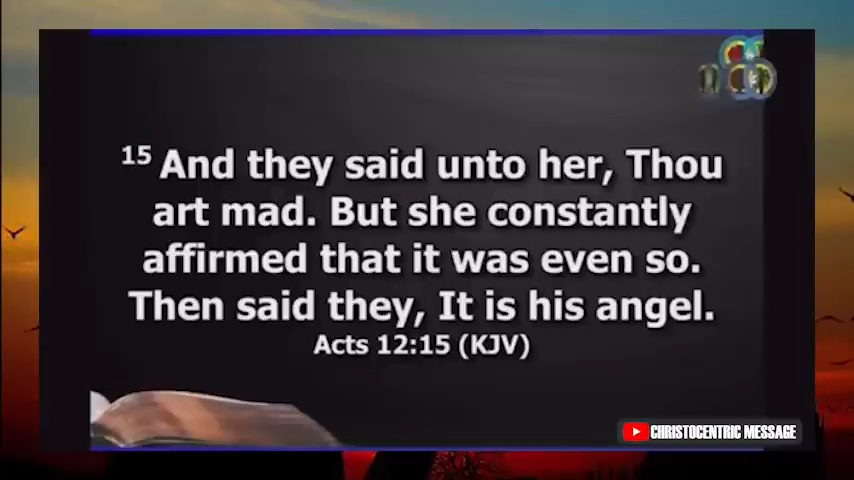 15 And they said unto her, Thou
art mad. But she constantly
affirmed that it was even so.
Then said they, It is his angel.
Acts 12:15 (KJV)
CHRISTOCENTRIC MESSAGE